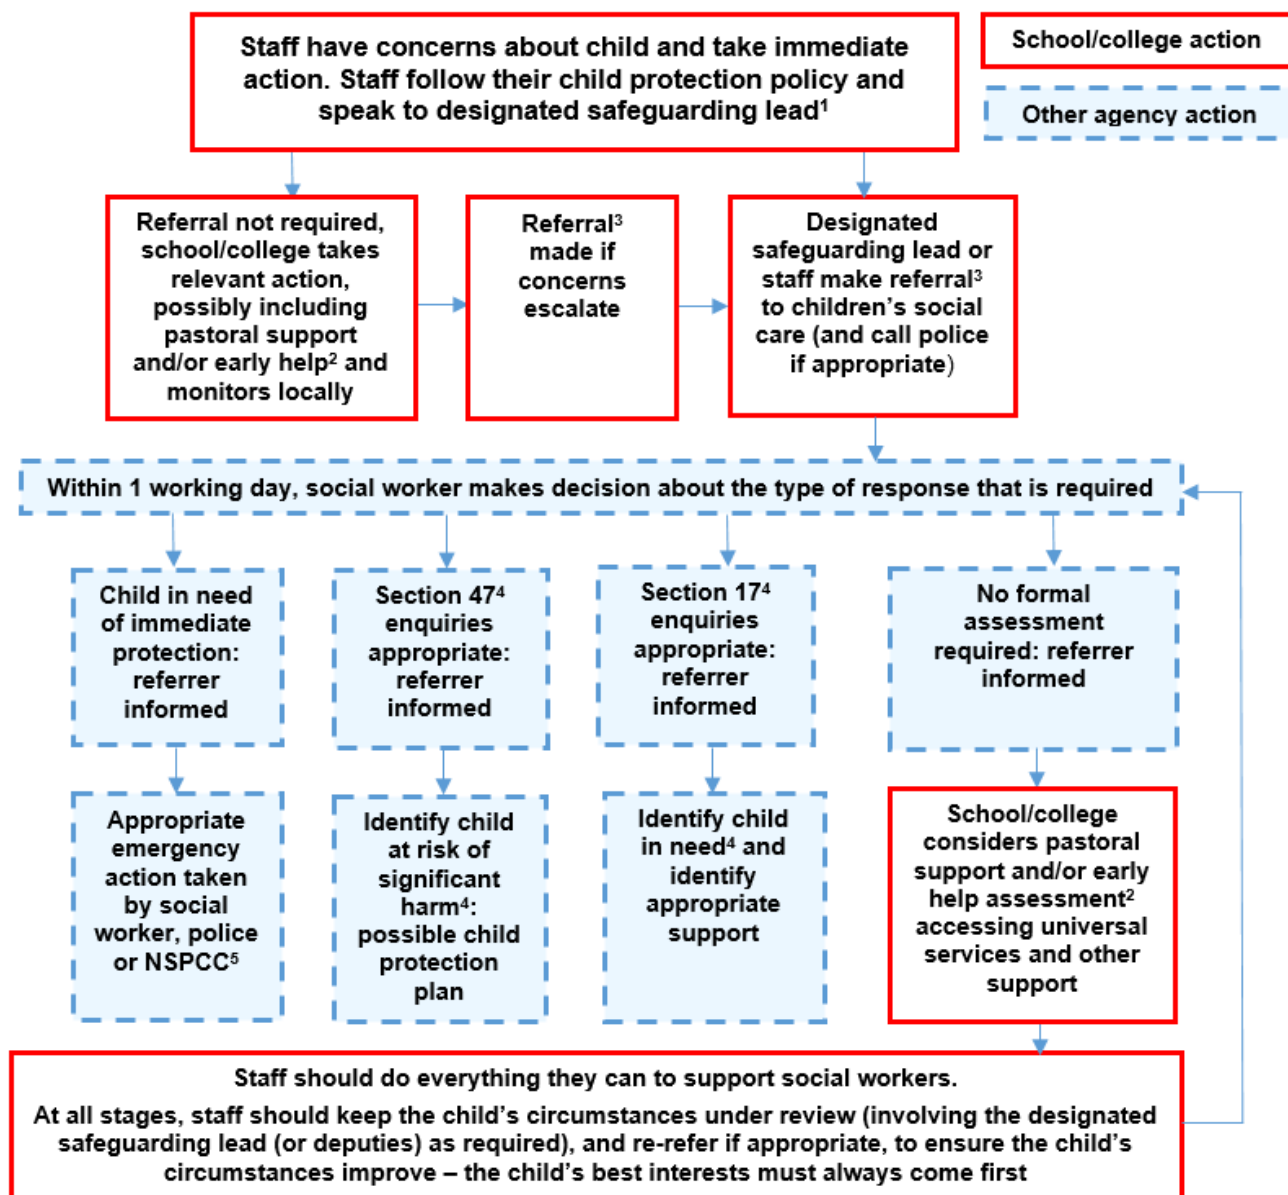 Staff have concerns about child and take immediate
action. Staff follow their child protection policy and
speak to designated safeguarding lead¹
School/college action
Other agency action
Referral not required,
school/college takes
relevant action,
possibly including
pastoral support
and/or early help² and
monitors locally
Referral³
made if
concerns
escalate
Designated
safeguarding lead or
staff make referral³
to children’s social
care (and call police
if appropriate)
Within 1 working day, social worker makes decision about the type of response that is required
Child in need
of immediate
protection:
referrer
informed
Section 47⁴
enquiries
appropriate:
referrer
informed
Section 17⁴
enquiries
appropriate:
referrer
informed
No formal
assessment
required: referrer
informed
Appropriate
emergency
action taken
by social
worker, police
or NSPCC⁵
Identify child
at risk of
significant
harm⁴:
possible child
protection
plan
Identify child
in need⁴ and
identify
appropriate
support
School/college
considers pastoral
support and/or early
help assessment²
accessing universal
services and other
support
Staff should do everything they can to support social workers.
At all stages, staff should keep the child’s circumstances under review (involving the designated
safeguarding lead (or deputies) as required), and re-refer if appropriate, to ensure the child’s
circumstances improve – the child’s best interests must always come first